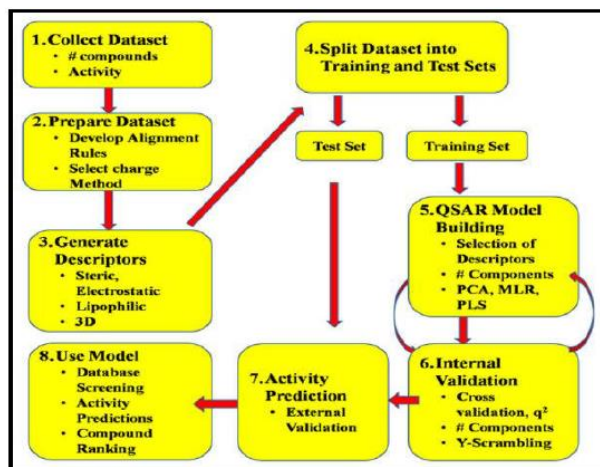 1.Collect Dataset
• # compounds
• Activity
2. Prepare Dataset
• Develop Alignment
Rules
• Select charge
Method
3.Generate
Descriptors
• Steric,
Electrostatic
• Lipophilic
• 3D
4.Split Dataset into
Training and Test Sets
Test Set
Training Set
5.QSAR Model
Building
• Selection of
Descriptors
• # Components
• PCA, MLR,
PLS
6.Internal
Validation
• Cross
validation, q²
• # Components
• Y-Scrambling
7.Activity
Prediction
• External
Validation
8.Use Model
• Database
Screening
• Activity
Predictions
• Compound
Ranking